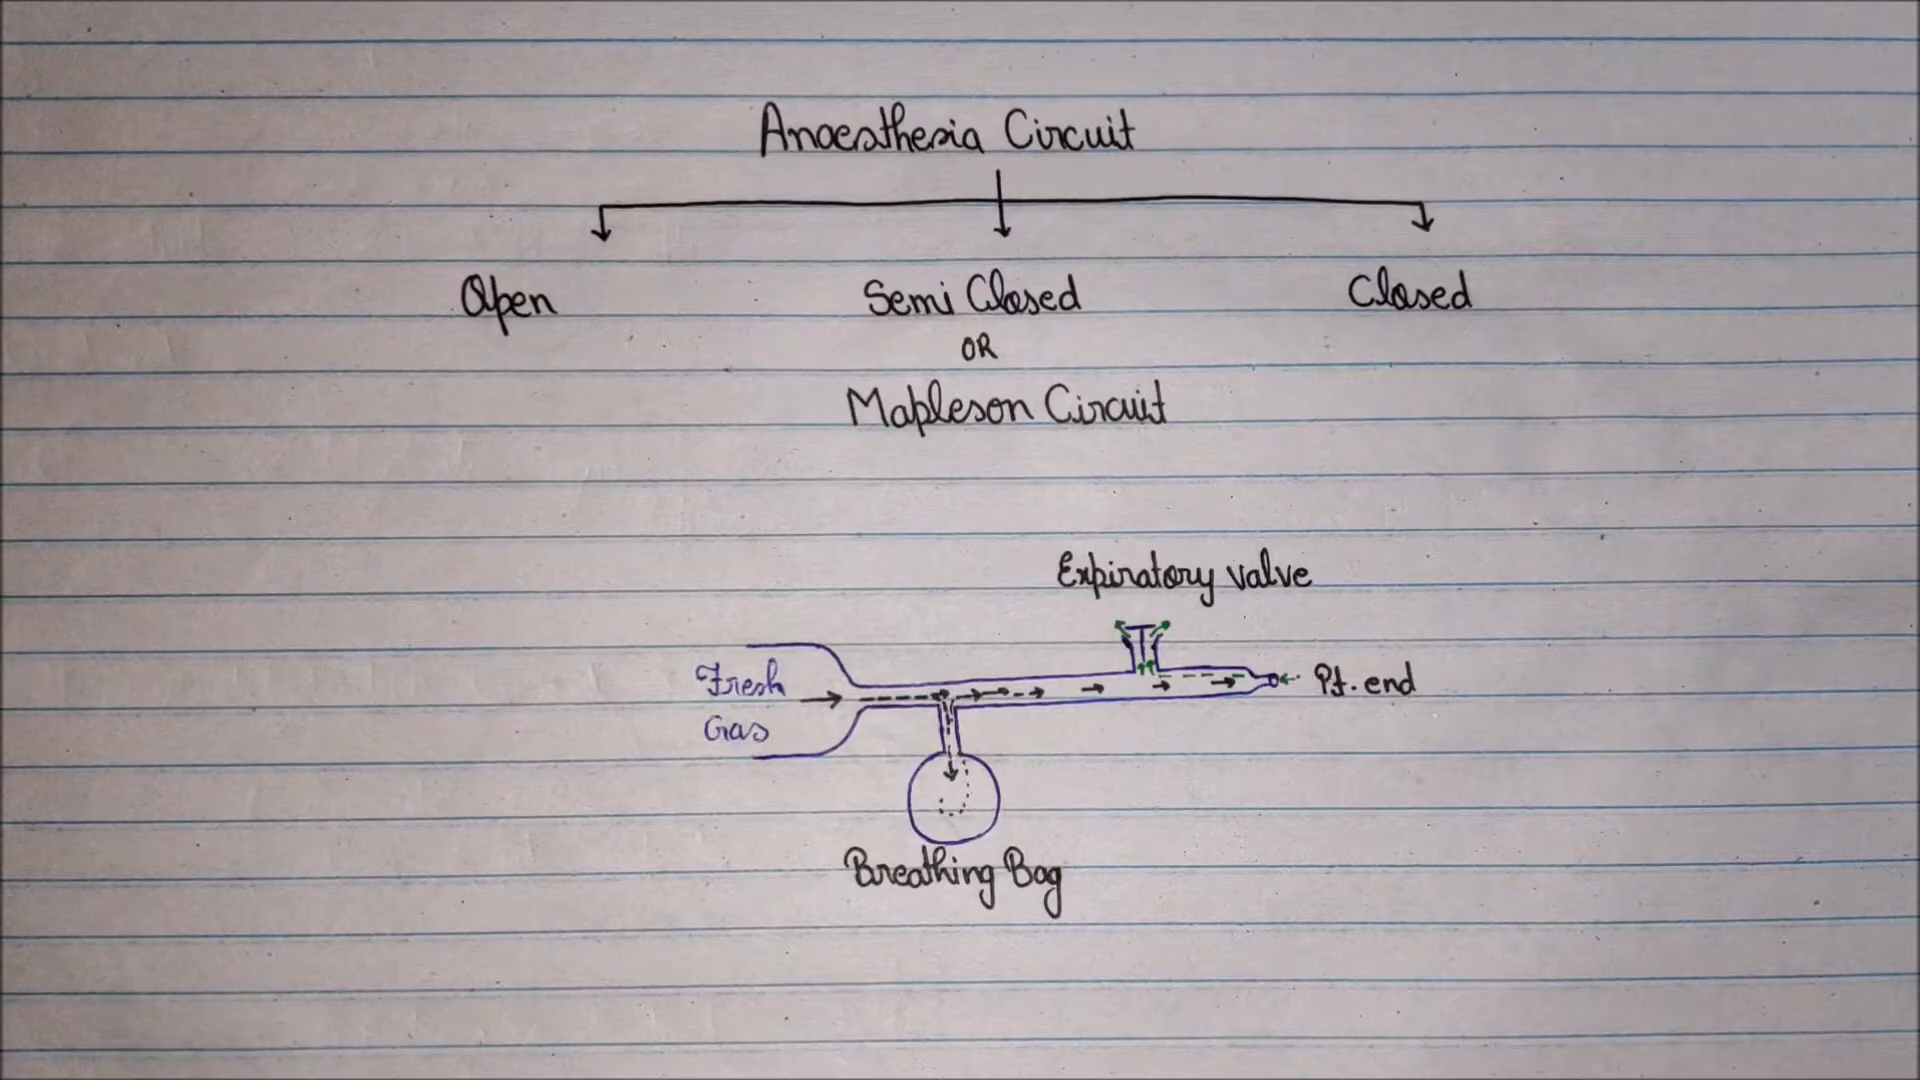 Anaesthesia Circuit
Open
Semi Closed
Closed
OR
Mapleson Circuit
Expiratory valve
Fresh
Gas
Pt. end
Breathing Bag